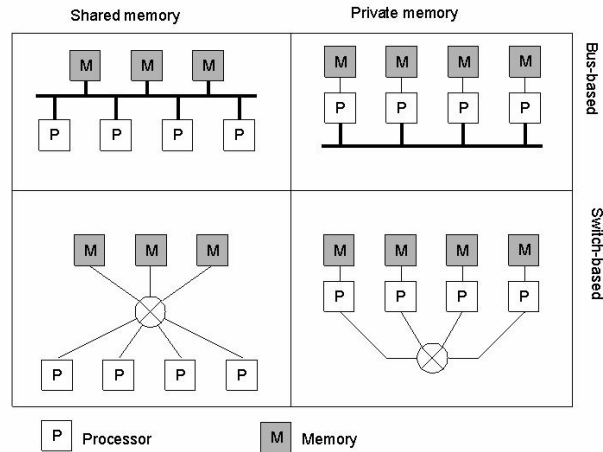 Shared memory
Private memory
M M M
P P P P
M M M M
P P P P
Bus-based
M M M
P P P P
M M M M
P P P P
Switch-based
P Processor
M Memory